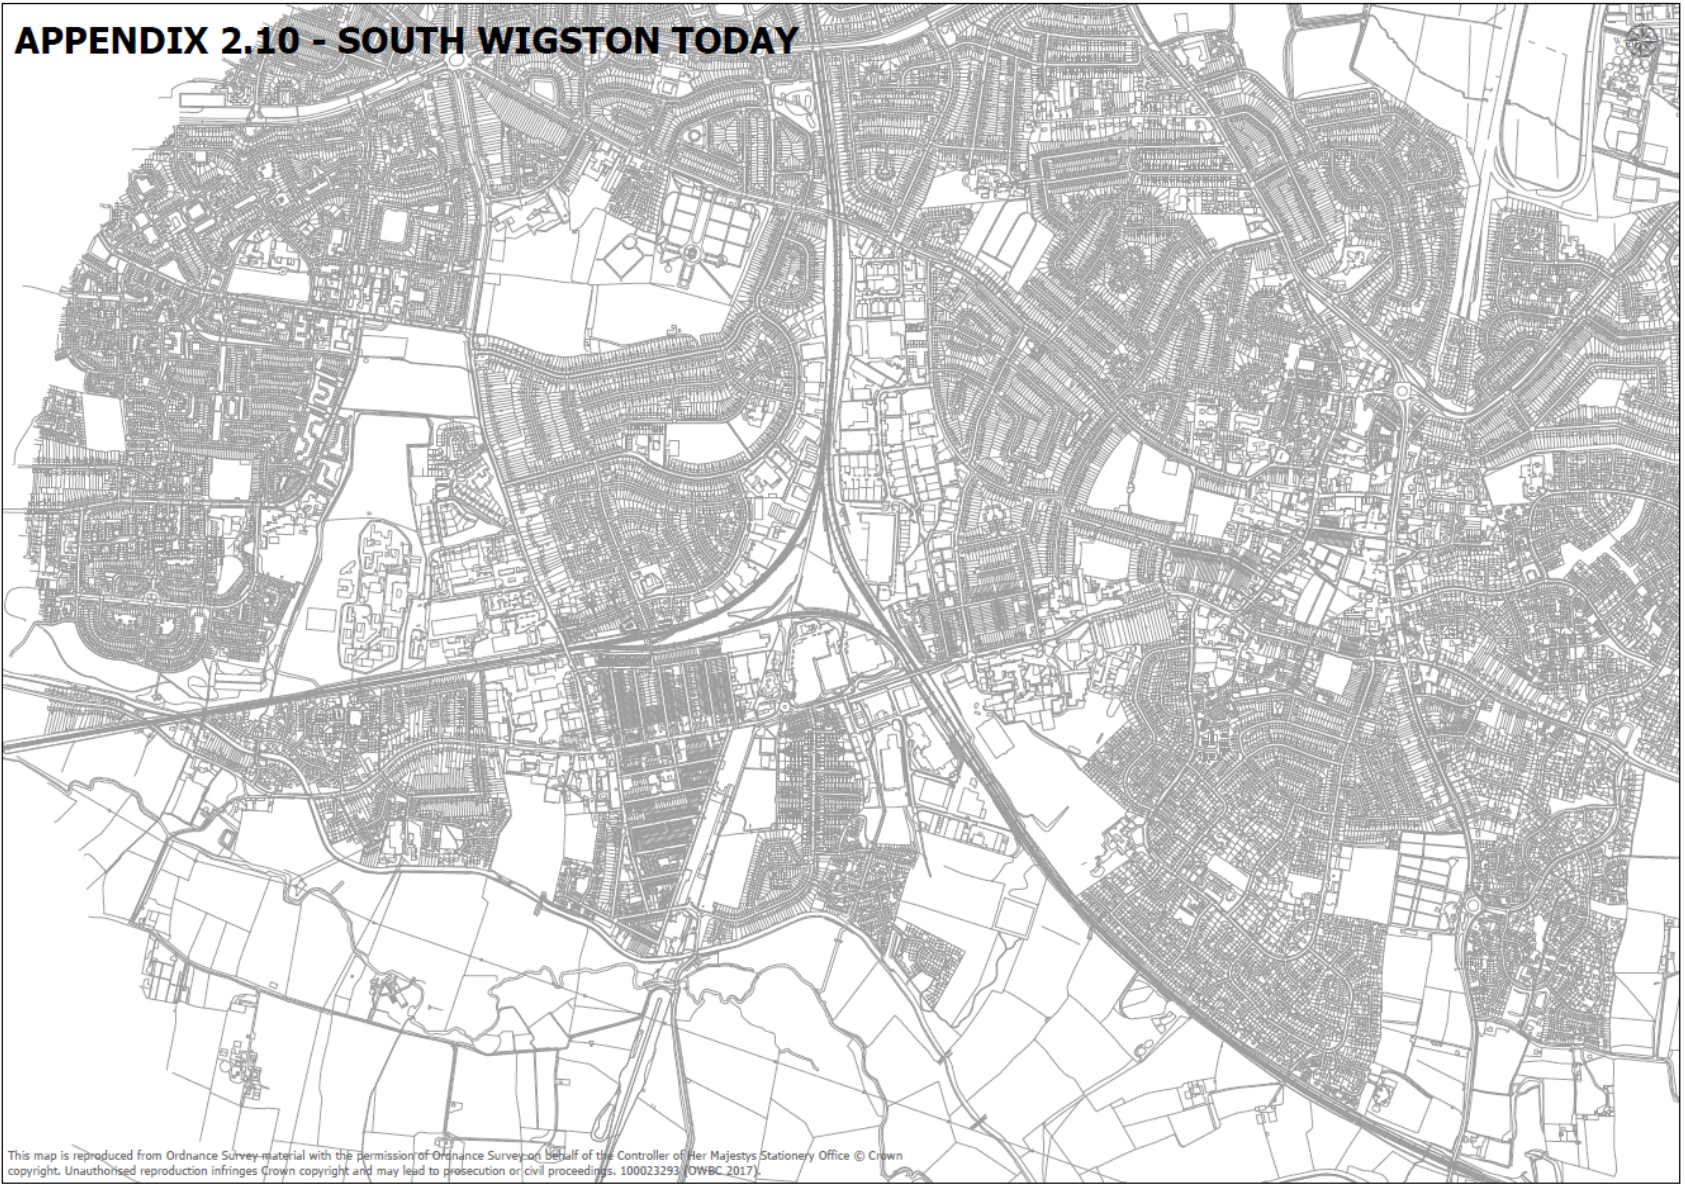 APPENDIX 2.10 - SOUTH WIGSTON TODAY
This map is reproduced from Ordnance Survey material with the permission of Ordnance Survey on behalf of the Controller of Her Majestys Stationery Office © Crown
copyright. Unauthorised reproduction infringes Crown copyright and may lead to prosecution or civil proceedings. 100023293 (OWBC 2017).